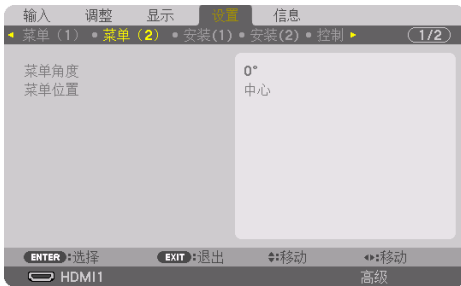 输入 调整 显示 设置 信息
◂ 菜单（1） ● 菜单（2） ● 安装(1) ● 安装(2) ● 控制 ▸ 1/2
菜单角度 0°
菜单位置 中心
ENTER:选择 EXIT:退出 ♦:移动 ◂▸:移动
HDMI1 高级